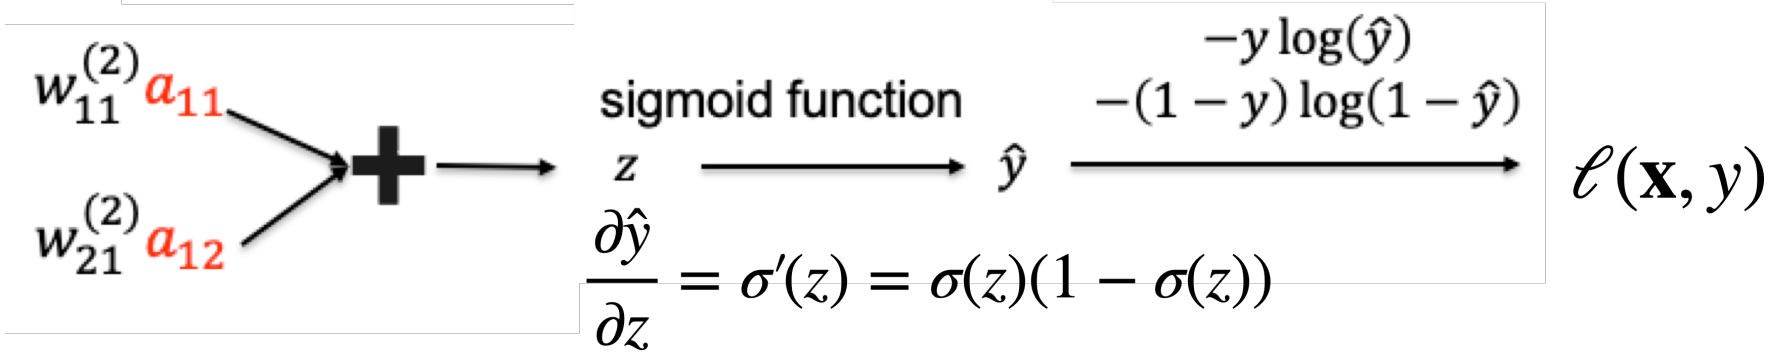 w₁₁⁽²⁾a₁₁
w₂₁⁽²⁾a₁₂
sigmoid function
z
ŷ
−y log(ŷ)
−(1 − y) log(1 − ŷ)
ℓ(x, y)
∂ŷ/∂z = σ′(z) = σ(z)(1 − σ(z))